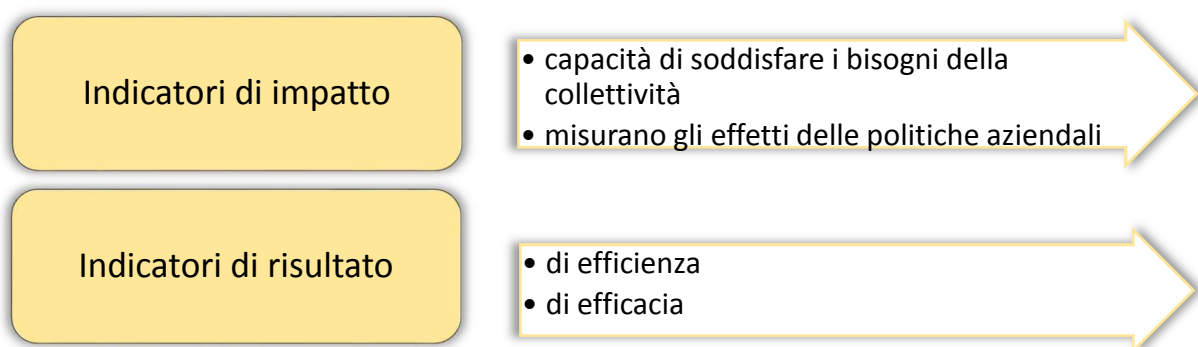 Indicatori di impatto
• capacità di soddisfare i bisogni della
collettività
• misurano gli effetti delle politiche aziendali
Indicatori di risultato
• di efficienza
• di efficacia